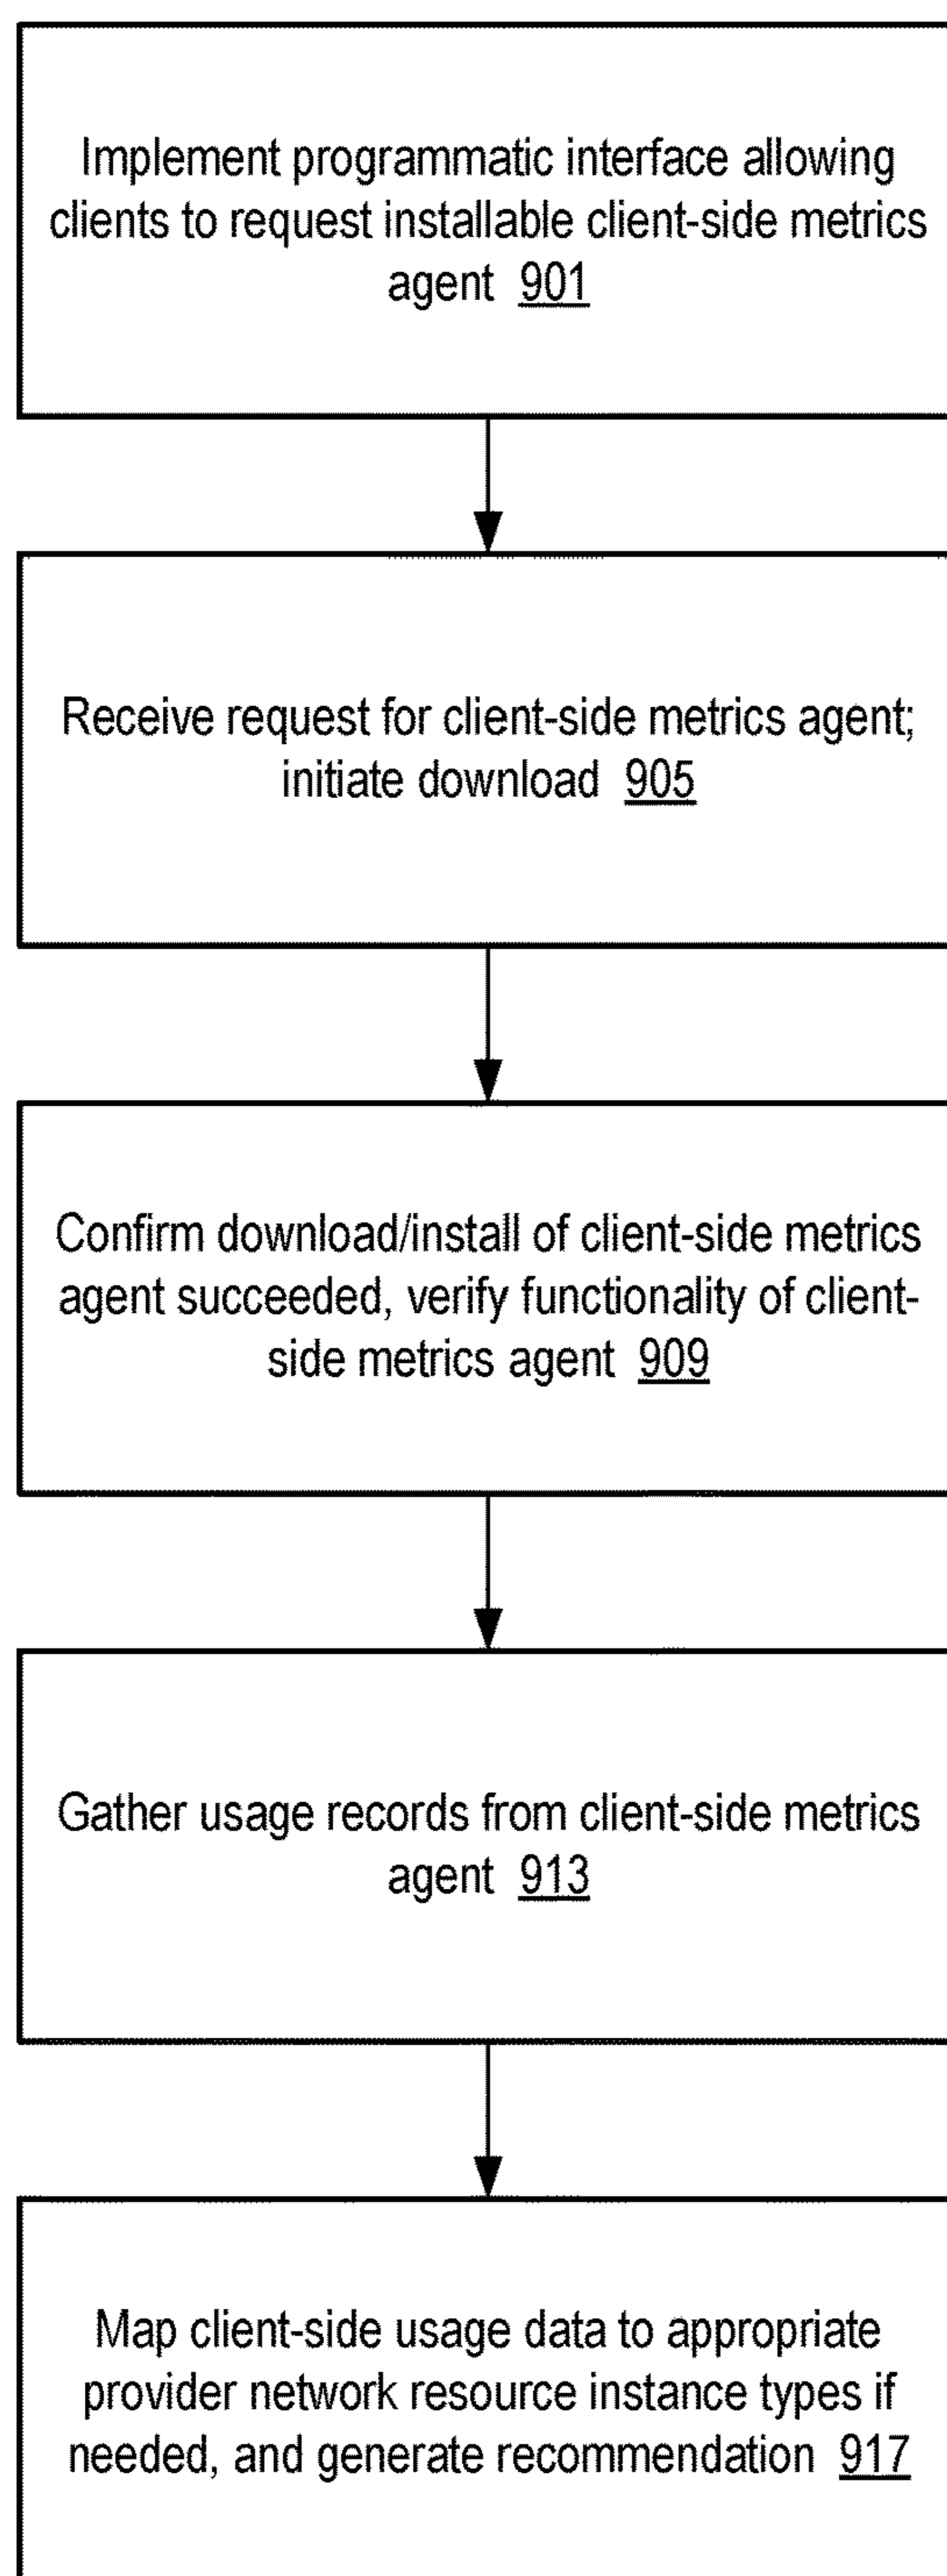 Implement programmatic interface allowing
clients to request installable client-side metrics
agent 901
Receive request for client-side metrics agent;
initiate download 905
Confirm download/install of client-side metrics
agent succeeded, verify functionality of client-
side metrics agent 909
Gather usage records from client-side metrics
agent 913
Map client-side usage data to appropriate
provider network resource instance types if
needed, and generate recommendation 917